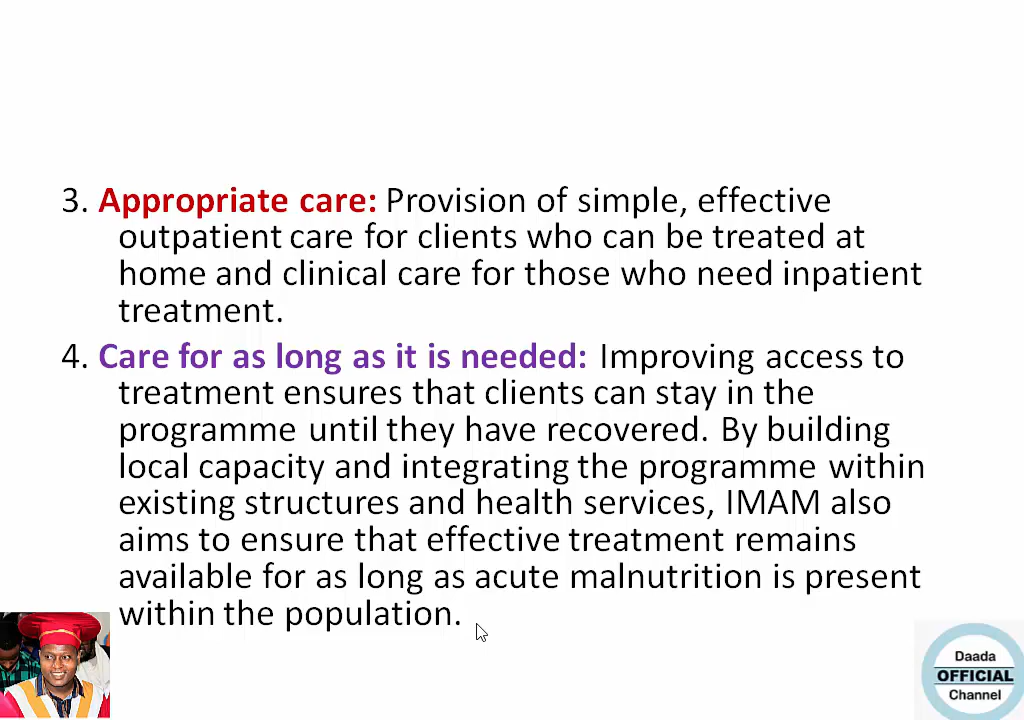 3. Appropriate care: Provision of simple, effective
outpatient care for clients who can be treated at
home and clinical care for those who need inpatient
treatment.
4. Care for as long as it is needed: Improving access to
treatment ensures that clients can stay in the
programme until they have recovered. By building
local capacity and integrating the programme within
existing structures and health services, IMAM also
aims to ensure that effective treatment remains
available for as long as acute malnutrition is present
within the population.
Daada
OFFICIAL
Channel